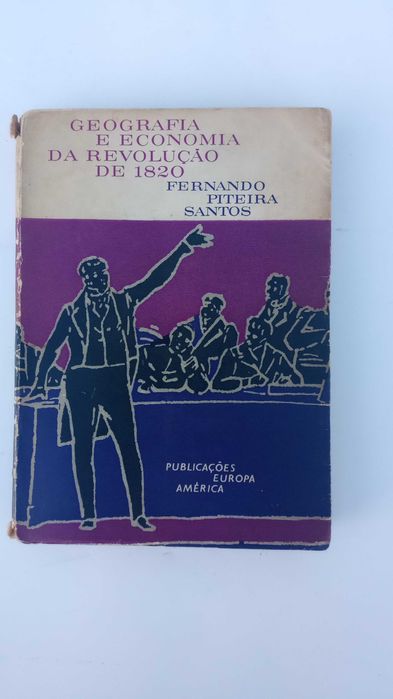 GEOGRAFIA
E ECONOMIA
DA REVOLUÇÃO
DE 1820
FERNANDO
PITEIRA
SANTOS
PUBLICAÇÕES
EUROPA
AMÉRICA